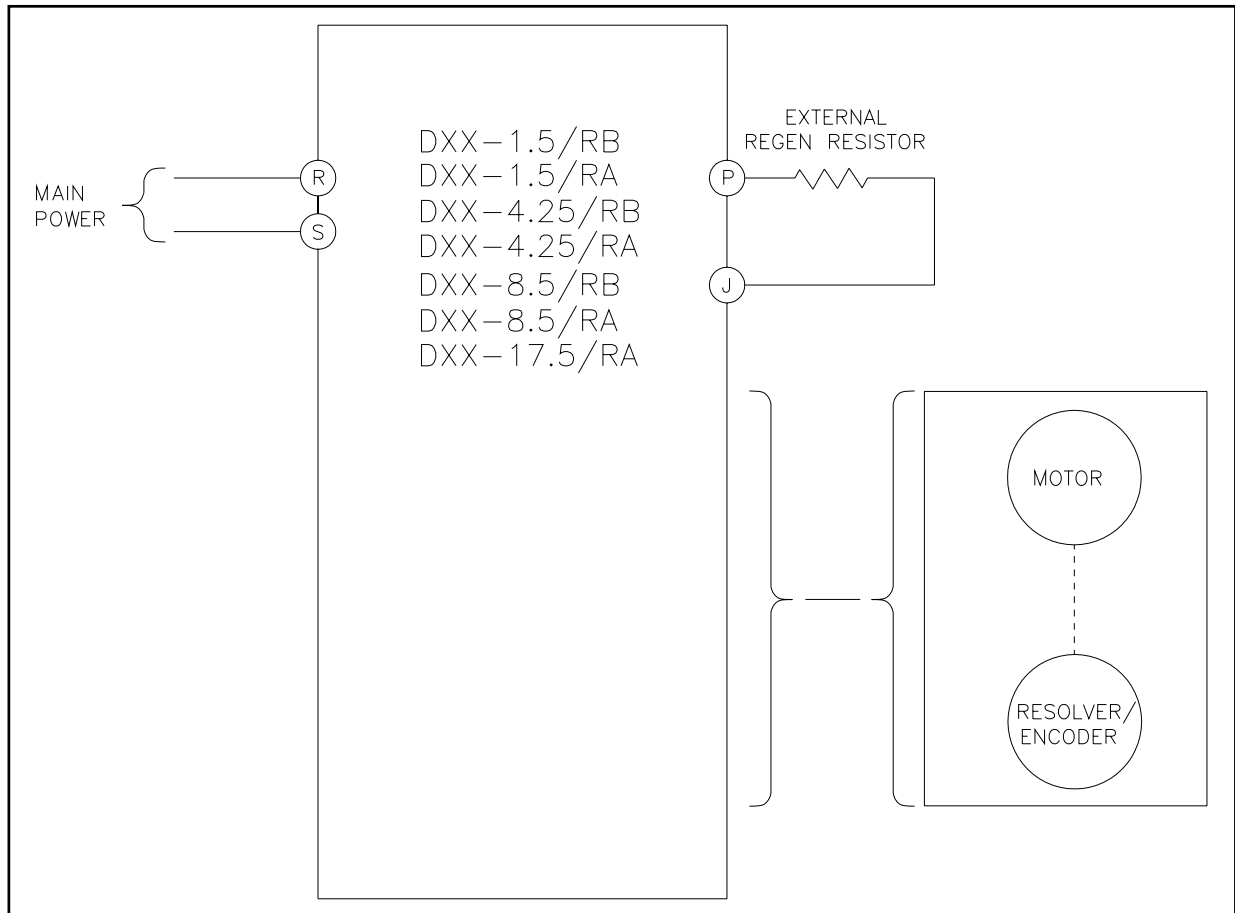 MAIN
POWER
R
S
DXX-1.5/RB
DXX-1.5/RA
DXX-4.25/RB
DXX-4.25/RA
DXX-8.5/RB
DXX-8.5/RA
DXX-17.5/RA
P
J
EXTERNAL
REGEN RESISTOR
MOTOR
RESOLVER/
ENCODER